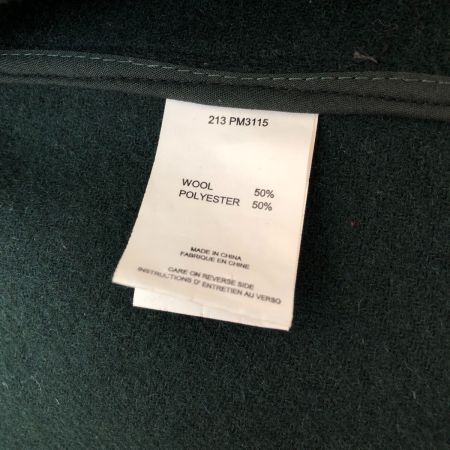 213 PM3115
WOOL 50%
POLYESTER 50%
MADE IN CHINA
FABRIQUE EN CHINE
CARE ON REVERSE SIDE
INSTRUCTIONS D'ENTRETIEN AU VERSO